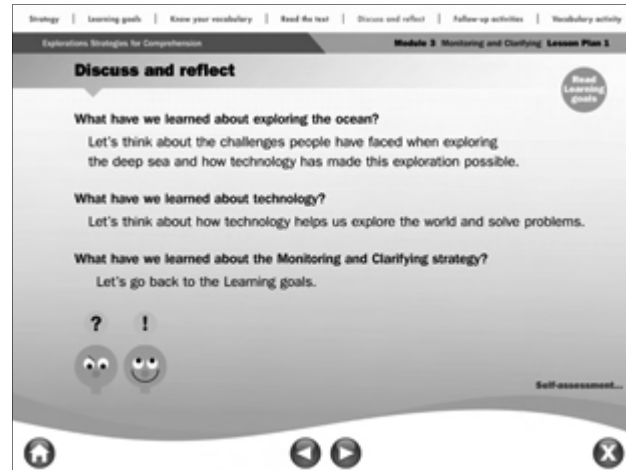 Strategy | Learning goals | Know your vocabulary | Read the text | Discuss and reflect | Follow-up activities | Vocabulary activity
Explorations Strategies for Comprehension Module 3 Monitoring and Clarifying Lesson Plan 1
Discuss and reflect
Read
Learning
goals
What have we learned about exploring the ocean?
Let's think about the challenges people have faced when exploring
the deep sea and how technology has made this exploration possible.
What have we learned about technology?
Let's think about how technology helps us explore the world and solve problems.
What have we learned about the Monitoring and Clarifying strategy?
Let's go back to the Learning goals.
? !
Self-assessment...
X